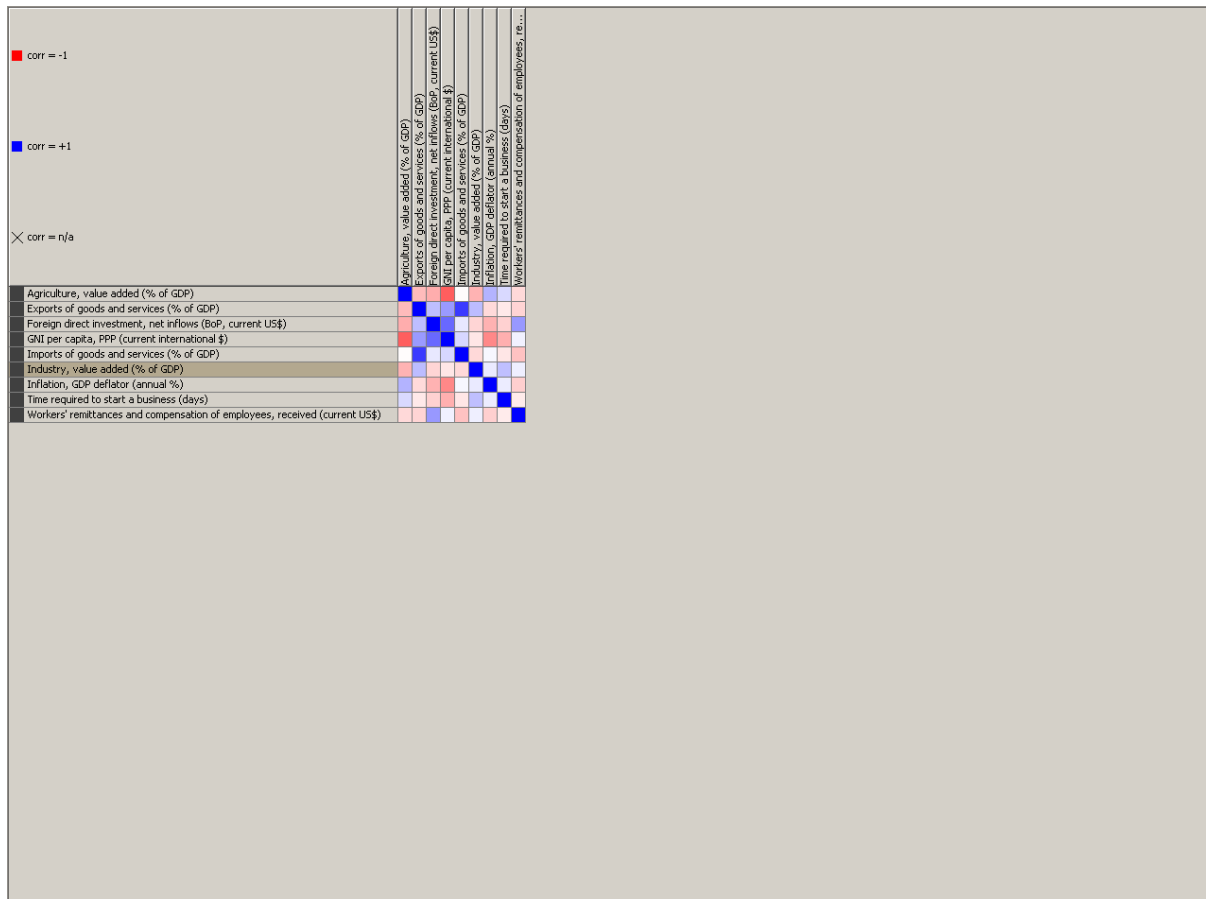 corr = -1
corr = +1
corr = n/a
Agriculture, value added (% of GDP)
Exports of goods and services (% of GDP)
Foreign direct investment, net inflows (BoP, current US$)
GNI per capita, PPP (current international $)
Imports of goods and services (% of GDP)
Industry, value added (% of GDP)
Inflation, GDP deflator (annual %)
Time required to start a business (days)
Workers' remittances and compensation of employees, re...
Agriculture, value added (% of GDP)
Exports of goods and services (% of GDP)
Foreign direct investment, net inflows (BoP, current US$)
GNI per capita, PPP (current international $)
Imports of goods and services (% of GDP)
Industry, value added (% of GDP)
Inflation, GDP deflator (annual %)
Time required to start a business (days)
Workers' remittances and compensation of employees, received (current US$)